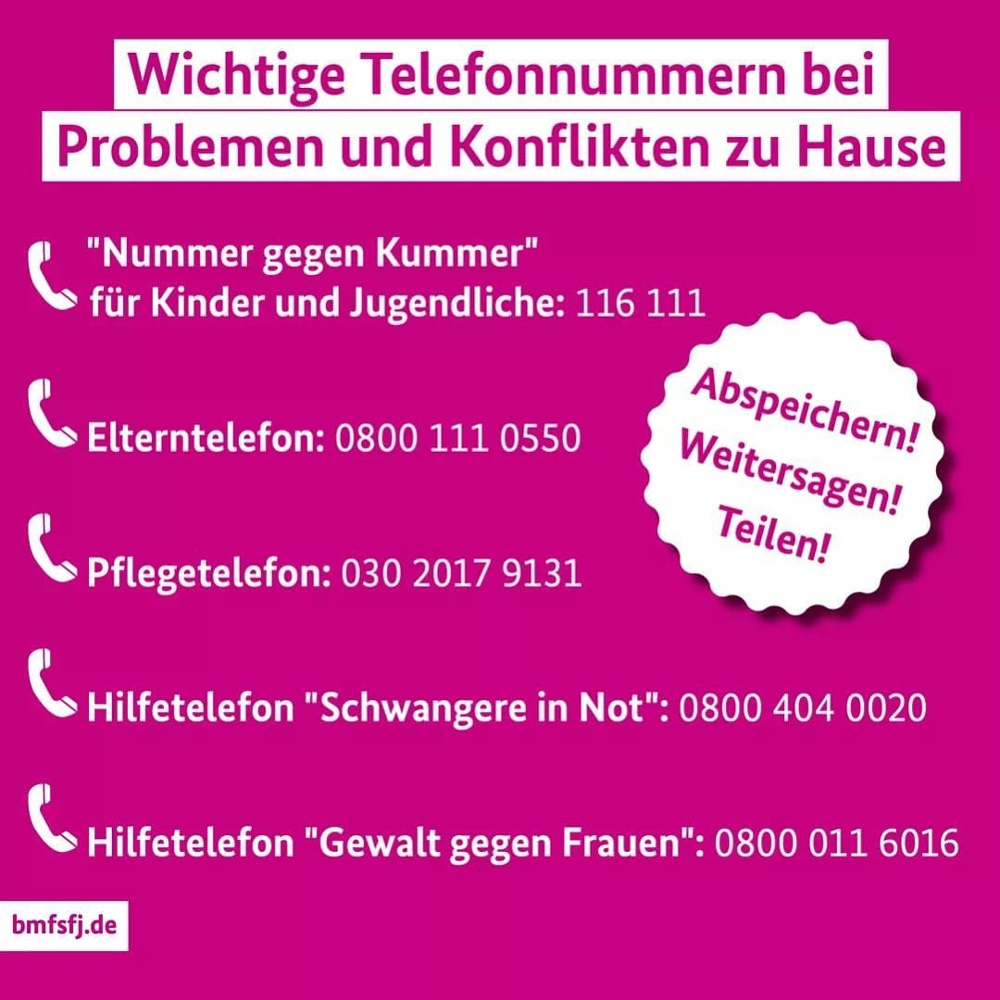 Wichtige Telefonnummern bei
Problemen und Konflikten zu Hause
"Nummer gegen Kummer"
für Kinder und Jugendliche: 116 111
Elterntelefon: 0800 111 0550
Pflegetelefon: 030 2017 9131
Hilfetelefon "Schwangere in Not": 0800 404 0020
Hilfetelefon "Gewalt gegen Frauen": 0800 011 6016
Abspeichern!
Weitersagen!
Teilen!
bmfsfj.de